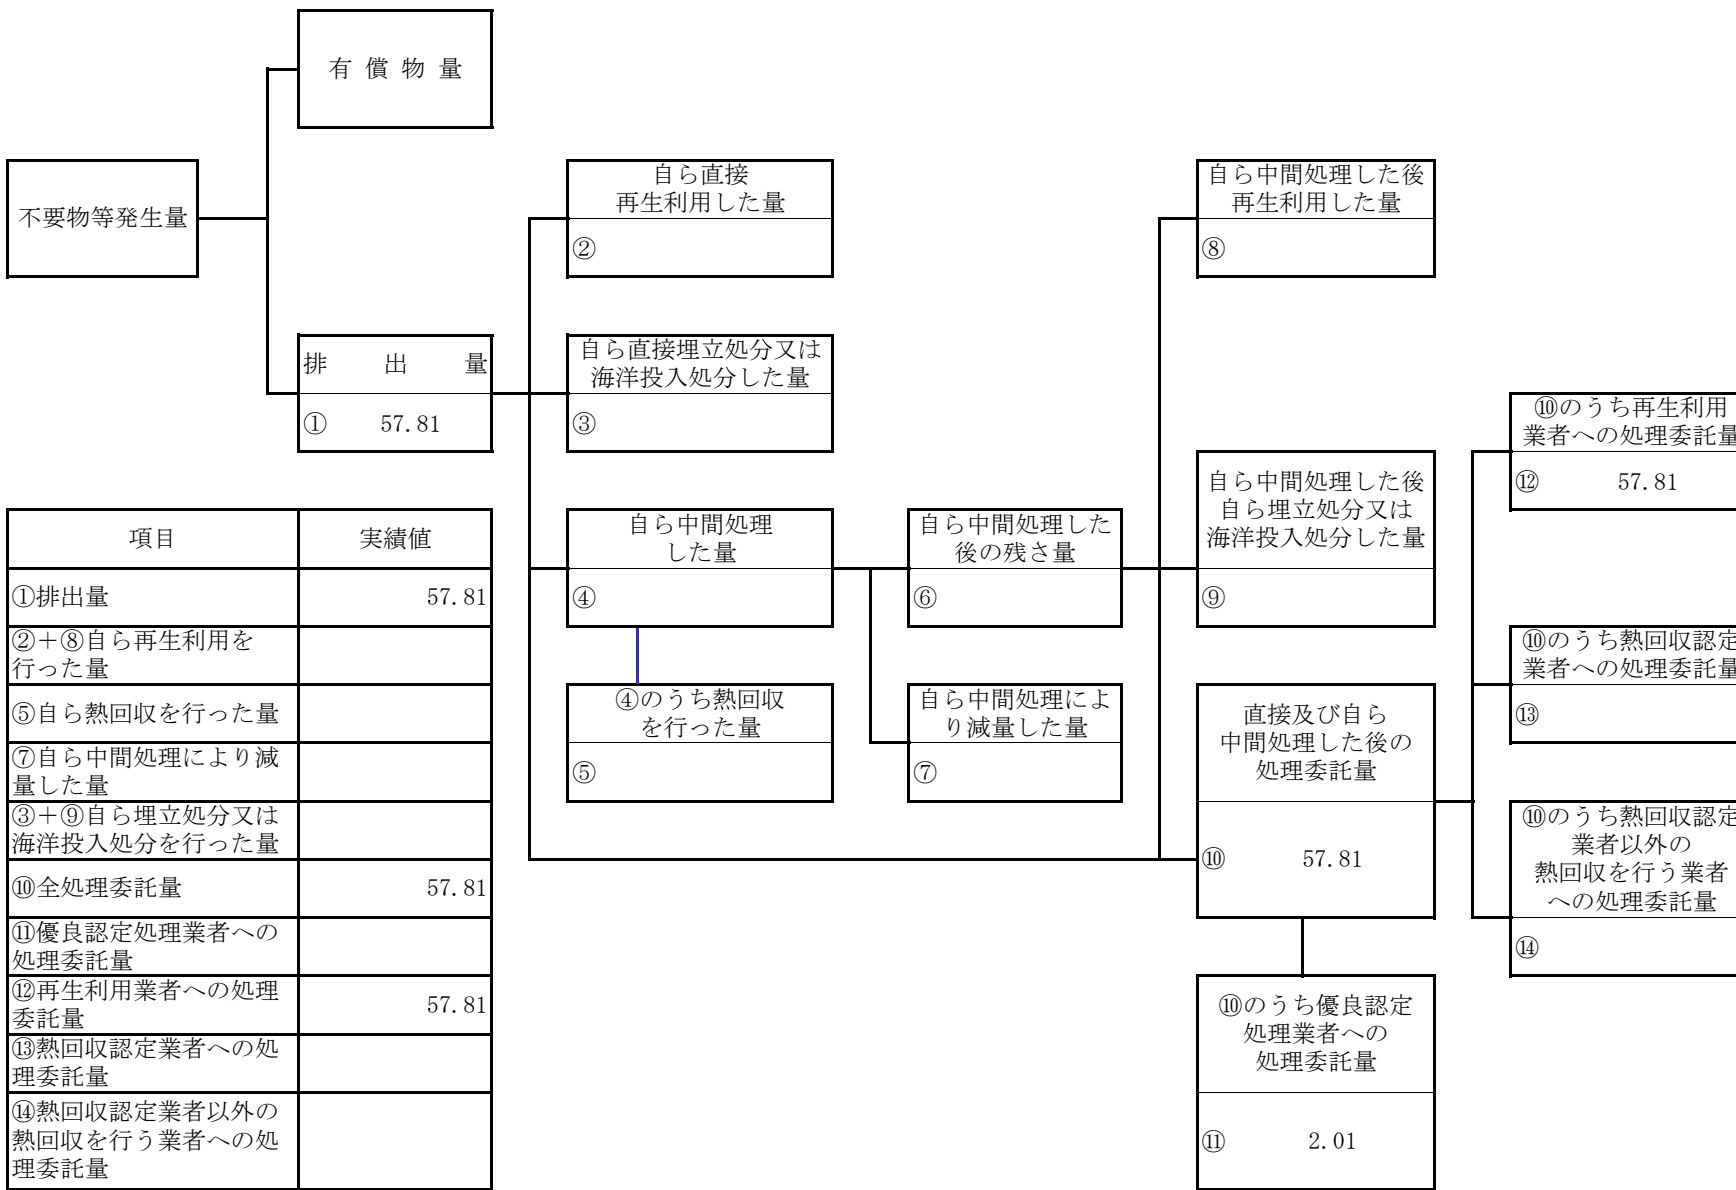 有 償 物 量
不要物等発生量
自ら直接
再生利用した量
②
自ら中間処理した後
再生利用した量
⑧
排 出 量
① 57.81
自ら直接埋立処分又は
海洋投入処分した量
③
⑩のうち再生利用
業者への処理委託量
⑫ 57.81
自ら中間処理
した量
④
自ら中間処理した
後の残さ量
⑥
自ら中間処理した後
自ら埋立処分又は
海洋投入処分した量
⑨
④のうち熱回収
を行った量
⑤
自ら中間処理によ
り減量した量
⑦
直接及び自ら
中間処理した後の
処理委託量
⑩ 57.81
⑩のうち熱回収認定
業者への処理委託量
⑬
⑩のうち熱回収認定
業者以外の
熱回収を行う業者
への処理委託量
⑭
⑩のうち優良認定
処理業者への
処理委託量
⑪ 2.01
項目 実績値
①排出量 57.81
②＋⑧自ら再生利用を
行った量
⑤自ら熱回収を行った量
⑦自ら中間処理により減
量した量
③＋⑨自ら埋立処分又は
海洋投入処分を行った量
⑩全処理委託量 57.81
⑪優良認定処理業者への
処理委託量
⑫再生利用業者への処理
委託量 57.81
⑬熱回収認定業者への処
理委託量
⑭熱回収認定業者以外の
熱回収を行う業者への処
理委託量